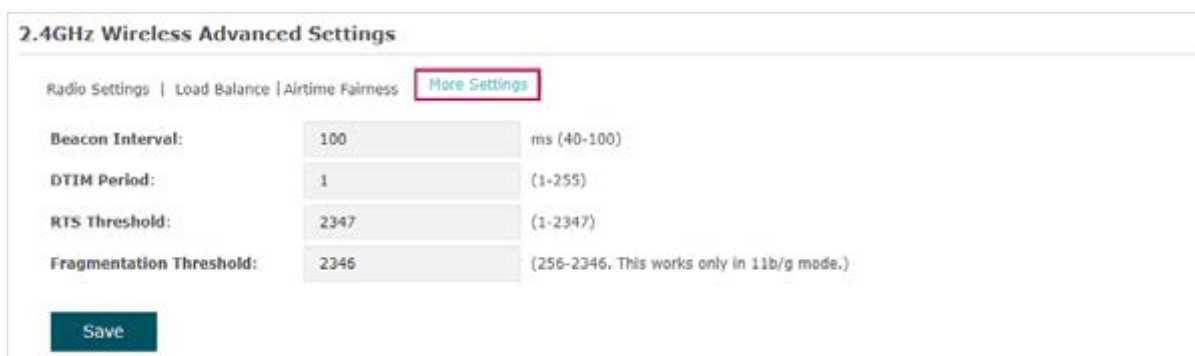 2.4GHz Wireless Advanced Settings
Radio Settings | Load Balance | Airtime Fairness More Settings
Beacon Interval: 100 ms (40-100)
DTIM Period: 1 (1-255)
RTS Threshold: 2347 (1-2347)
Fragmentation Threshold: 2346 (256-2346. This works only in 11b/g mode.)
Save